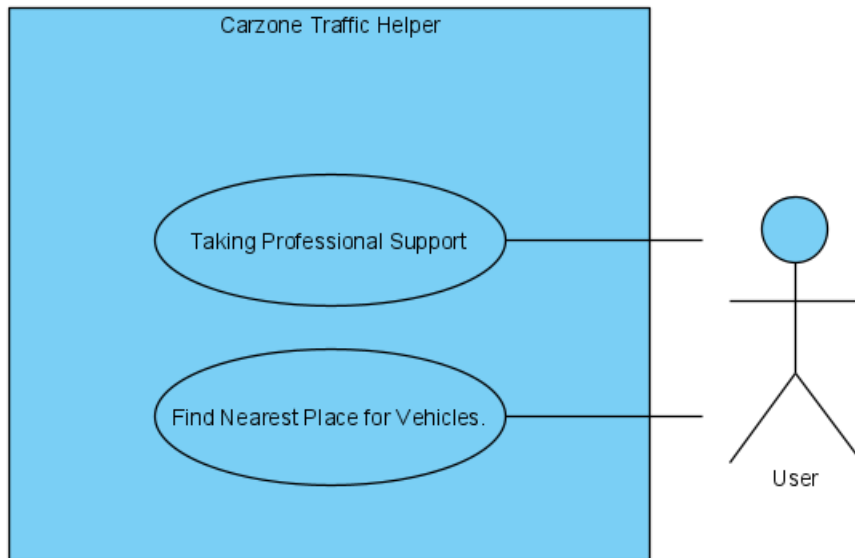 Carzone Traffic Helper
Taking Professional Support
Find Nearest Place for Vehicles.
User